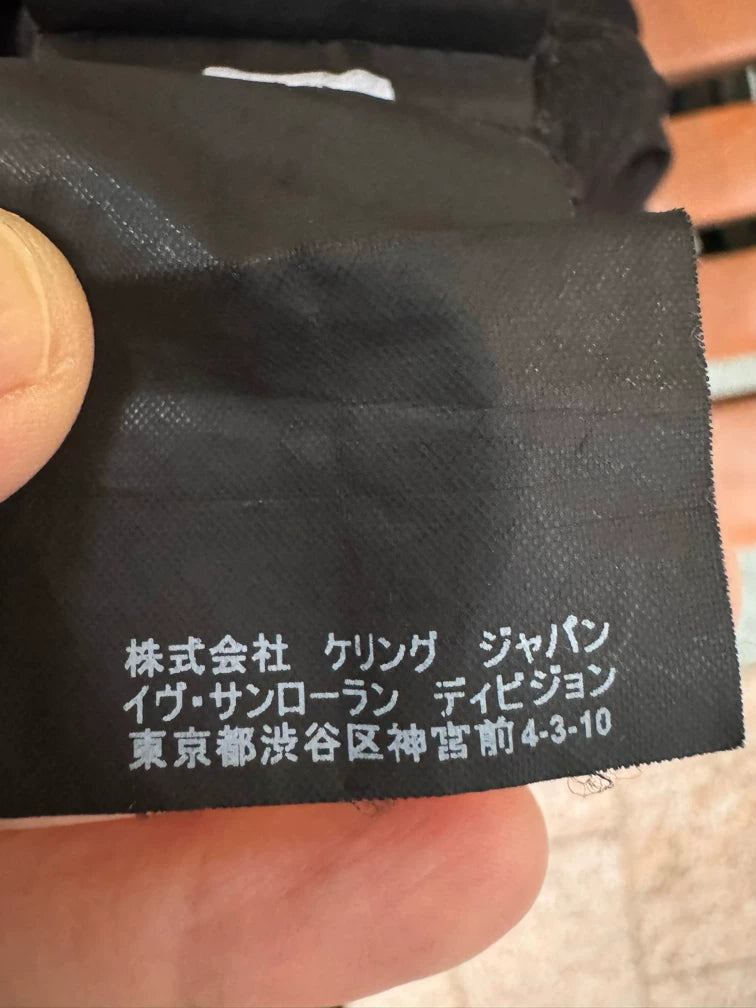 株式会社 ケリング ジャパン
イヴ・サンローラン ディビジョン
東京都渋谷区神宮前4-3-10